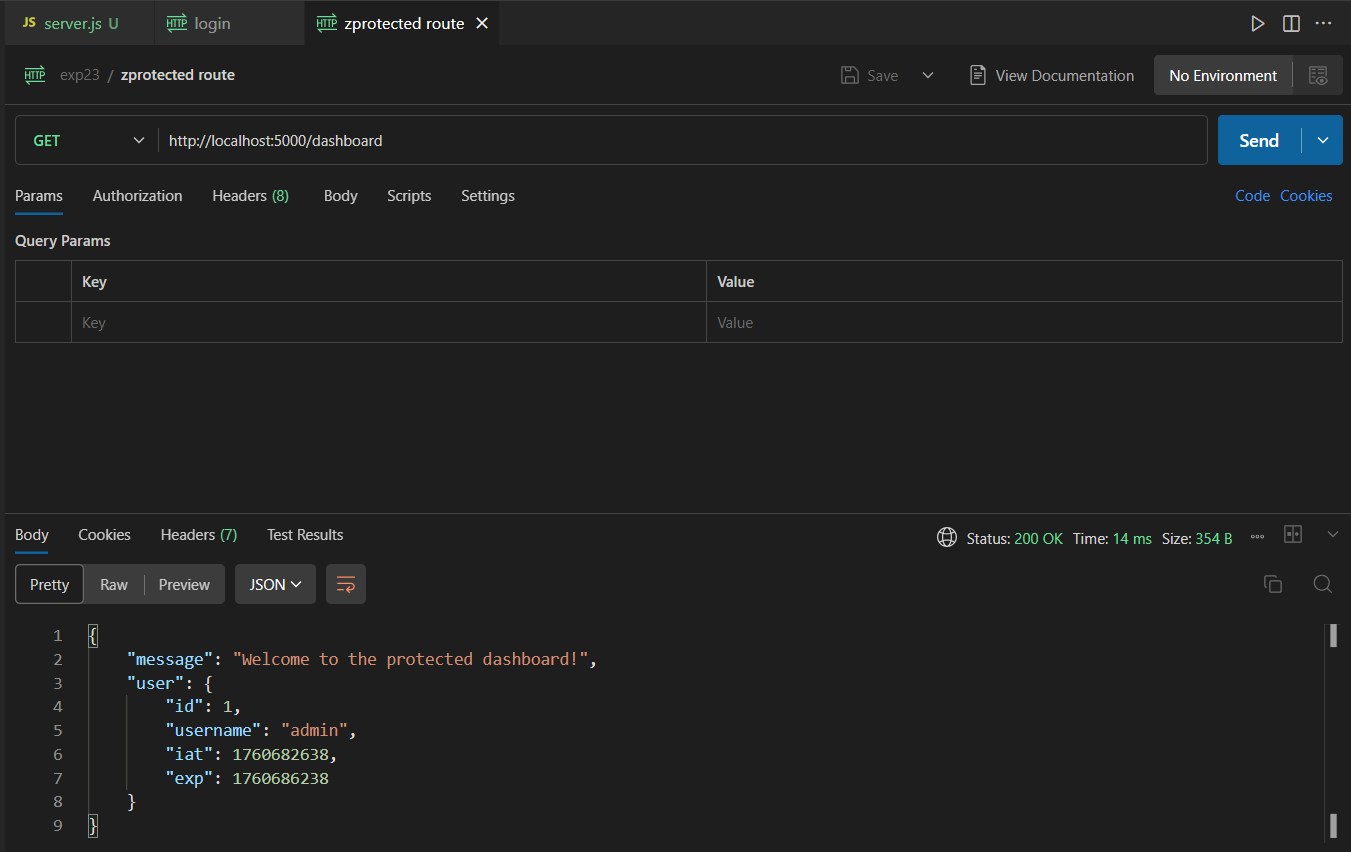 JS server.js U HTTP login HTTP zprotected route
HTTP exp23 / zprotected route Save View Documentation No Environment
GET http://localhost:5000/dashboard Send
Params Authorization Headers (8) Body Scripts Settings Code Cookies
Query Params
Key Value
Key Value
Body Cookies Headers (7) Test Results Status: 200 OK Time: 14 ms Size: 354 B
Pretty Raw Preview JSON
1 {
2 "message": "Welcome to the protected dashboard!",
3 "user": {
4 "id": 1,
5 "username": "admin",
6 "iat": 1760682638,
7 "exp": 1760686238
8 }
9 }